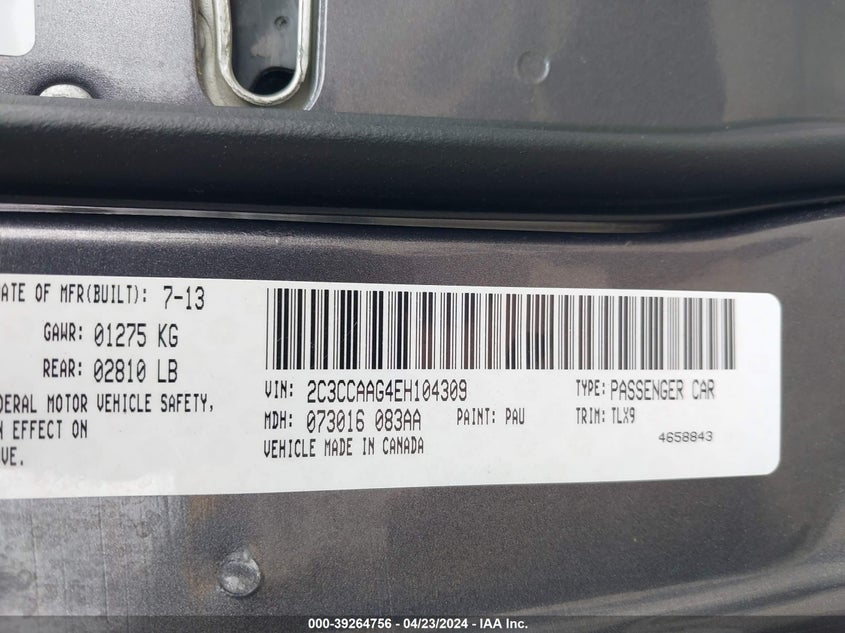 ATE OF MFR(BUILT): 7-13
GAWR: 01275 KG
REAR: 02810 LB
DERAL MOTOR VEHICLE SAFETY,
N EFFECT ON
VE.
VIN: 2C3CCAAG4EH104309 TYPE: PASSENGER CAR
MDH: 073016 083AA PAINT: PAU TRIM: TLX9
VEHICLE MADE IN CANADA 4658843
000-39264756 - 04/23/2024 - IAA Inc.